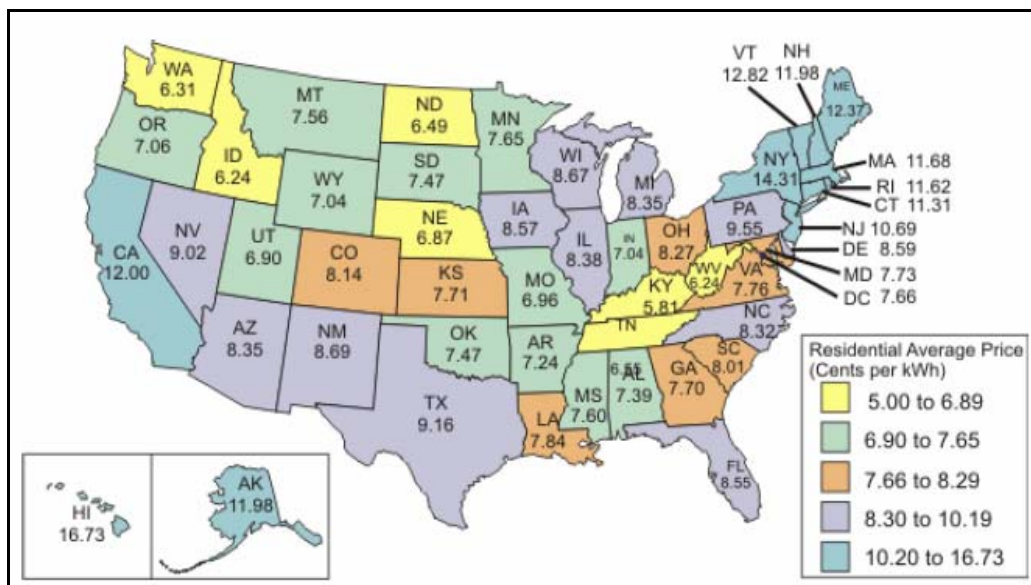 WA
6.31
MT
7.56
ND
6.49
MN
7.65
VT
12.82
NH
11.98
ME
12.37
OR
7.06
ID
6.24
WY
7.04
SD
7.47
WI
8.67
MI
8.35
NY
14.31
MA 11.68
RI 11.62
CT 11.31
NJ 10.69
DE 8.59
MD 7.73
DC 7.66
CA
12.00
NV
9.02
UT
6.90
CO
8.14
NE
6.87
KS
7.71
IA
8.57
MO
6.96
IL
8.38
IN
7.04
OH
8.27
PA
9.55
WV
6.24
VA
7.76
KY
5.81
NC
8.32
TN
6.55
AZ
8.35
NM
8.69
OK
7.47
AR
7.24
SC
8.01
MS
7.60
AL
7.39
GA
7.70
TX
9.16
LA
7.84
FL
8.55
HI
16.73
AK
11.98
Residential Average Price
(Cents per kWh)
5.00 to 6.89
6.90 to 7.65
7.66 to 8.29
8.30 to 10.19
10.20 to 16.73